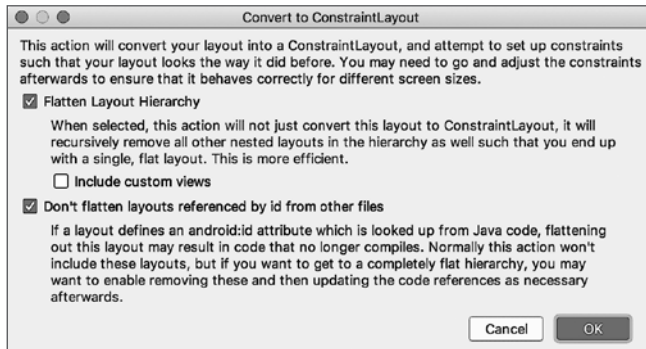 Convert to ConstraintLayout
This action will convert your layout into a ConstraintLayout, and attempt to set up constraints
such that your layout looks the way it did before. You may need to go and adjust the constraints
afterwards to ensure that it behaves correctly for different screen sizes.
Flatten Layout Hierarchy
When selected, this action will not just convert this layout to ConstraintLayout, it will
recursively remove all other nested layouts in the hierarchy as well such that you end up
with a single, flat layout. This is more efficient.
Include custom views
Don't flatten layouts referenced by id from other files
If a layout defines an android:id attribute which is looked up from Java code, flattening
out this layout may result in code that no longer compiles. Normally this action won't
include these layouts, but if you want to get to a completely flat hierarchy, you may
want to enable removing these and then updating the code references as necessary
afterwards.
Cancel OK